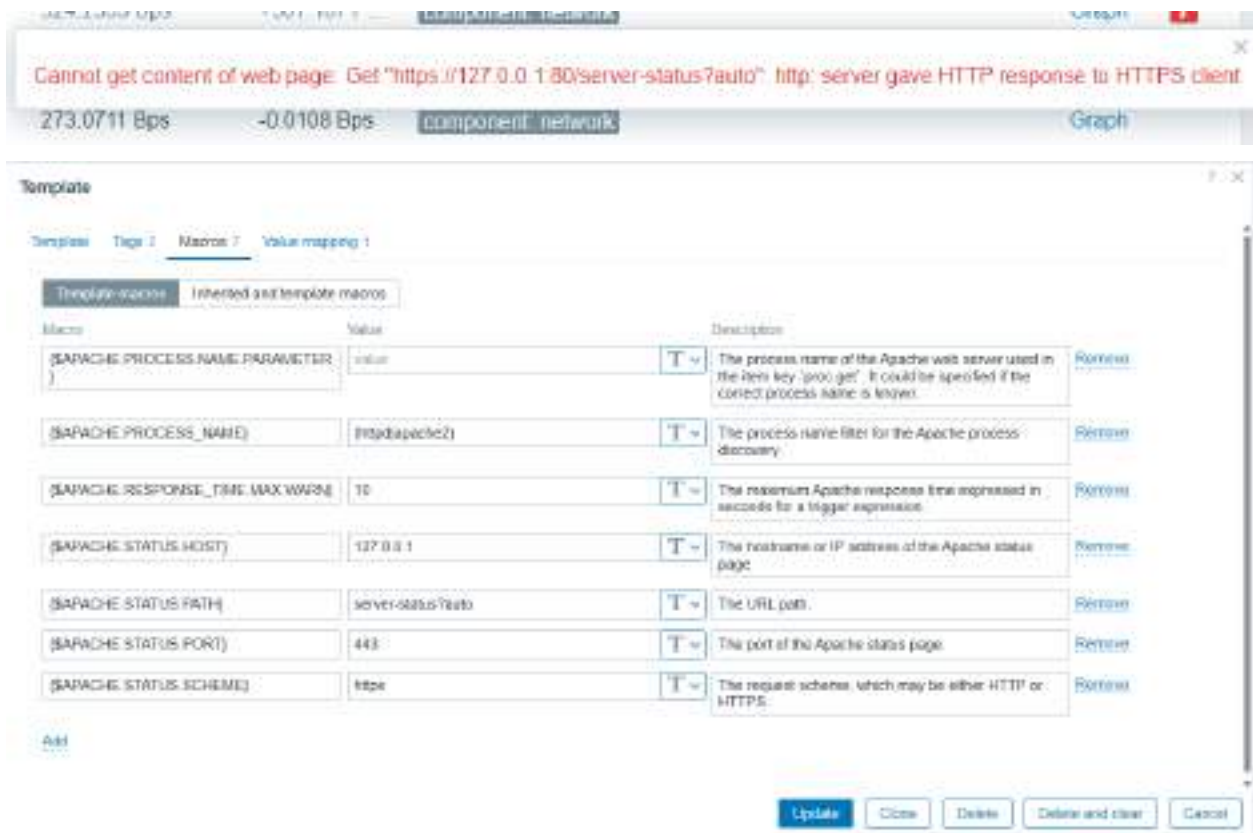 Graph
Cannot get content of web page: Get "https://127.0.0.1:80/server-status?auto": http: server gave HTTP response to HTTPS client
273.0711 Bps -0.0108 Bps component: network Graph
Template
Template Tags 2 Macros 7 Value mapping 1
Template macros Inherited and template macros
Macro Value Description
{$APACHE.PROCESS.NAME.PARAMETER value T The process name of the Apache web server used in Remove
} the item key `proc.get`. It could be specified if the
correct process name is known.
{$APACHE.PROCESS_NAME} (httpd|apache2) T The process name filter for the Apache process Remove
discovery.
{$APACHE.RESPONSE_TIME.MAX.WARN} 10 T The maximum Apache response time expressed in Remove
seconds for a trigger expression.
{$APACHE.STATUS.HOST} 127.0.0.1 T The hostname or IP address of the Apache status Remove
page.
{$APACHE.STATUS.PATH} server-status?auto T The URL path. Remove
{$APACHE.STATUS.PORT} 443 T The port of the Apache status page. Remove
{$APACHE.STATUS.SCHEME} https T The request scheme, which may be either HTTP or Remove
HTTPS.
Add
Update Clone Delete Delete and clear Cancel